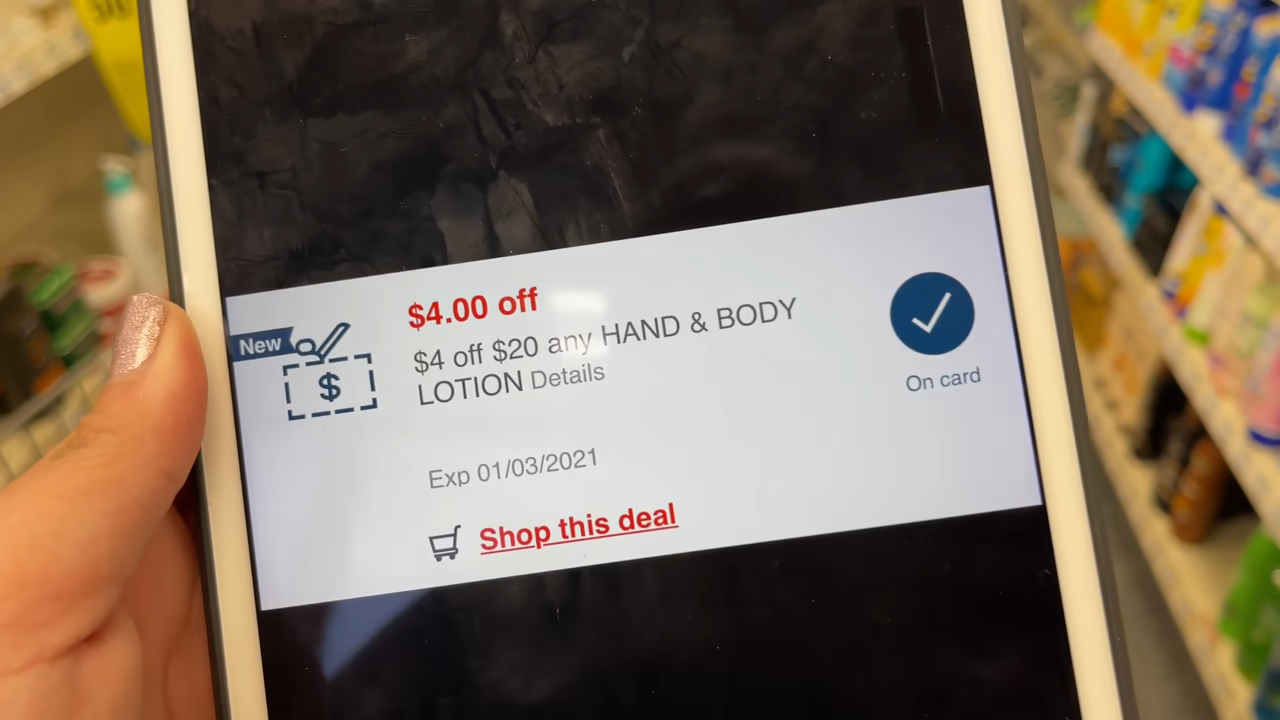 New
$
$4.00 off
$4 off $20 any HAND & BODY
LOTION Details
On card
Exp 01/03/2021
Shop this deal